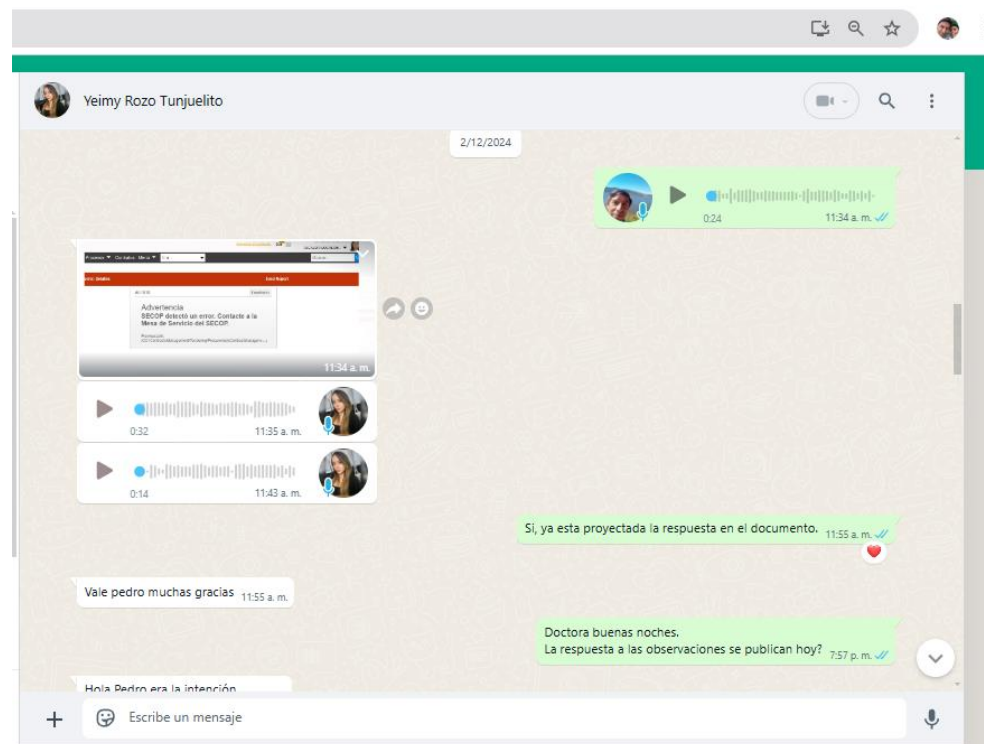 Yeimy Rozo Tunjuelito
2/12/2024
0:24 11:34 a. m.
Advertencia
SECOP detectó un error. Contacte a la
Mesa de Servicio del SECOP.
11:34 a. m.
0:32 11:35 a. m.
0:14 11:43 a. m.
Si, ya esta proyectada la respuesta en el documento. 11:55 a. m.
Vale pedro muchas gracias 11:55 a. m.
Doctora buenas noches.
La respuesta a las observaciones se publican hoy? 7:57 p. m.
Hola Pedro era la intención
Escribe un mensaje